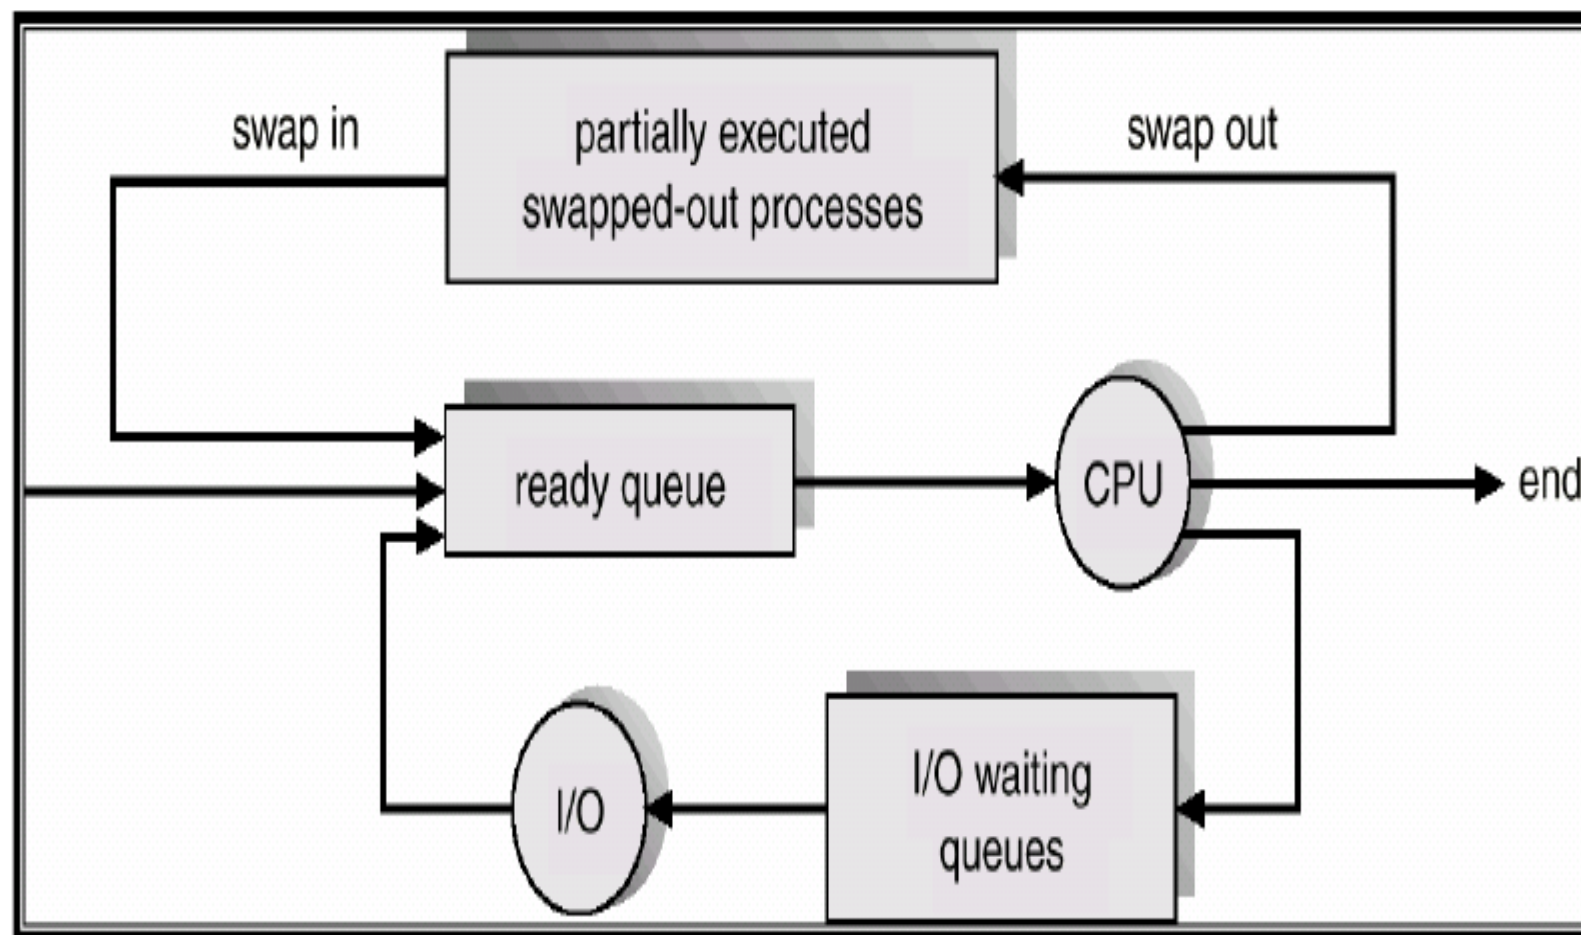 swap in
partially executed
swapped-out processes
swap out
ready queue
CPU
end
I/O
I/O waiting
queues